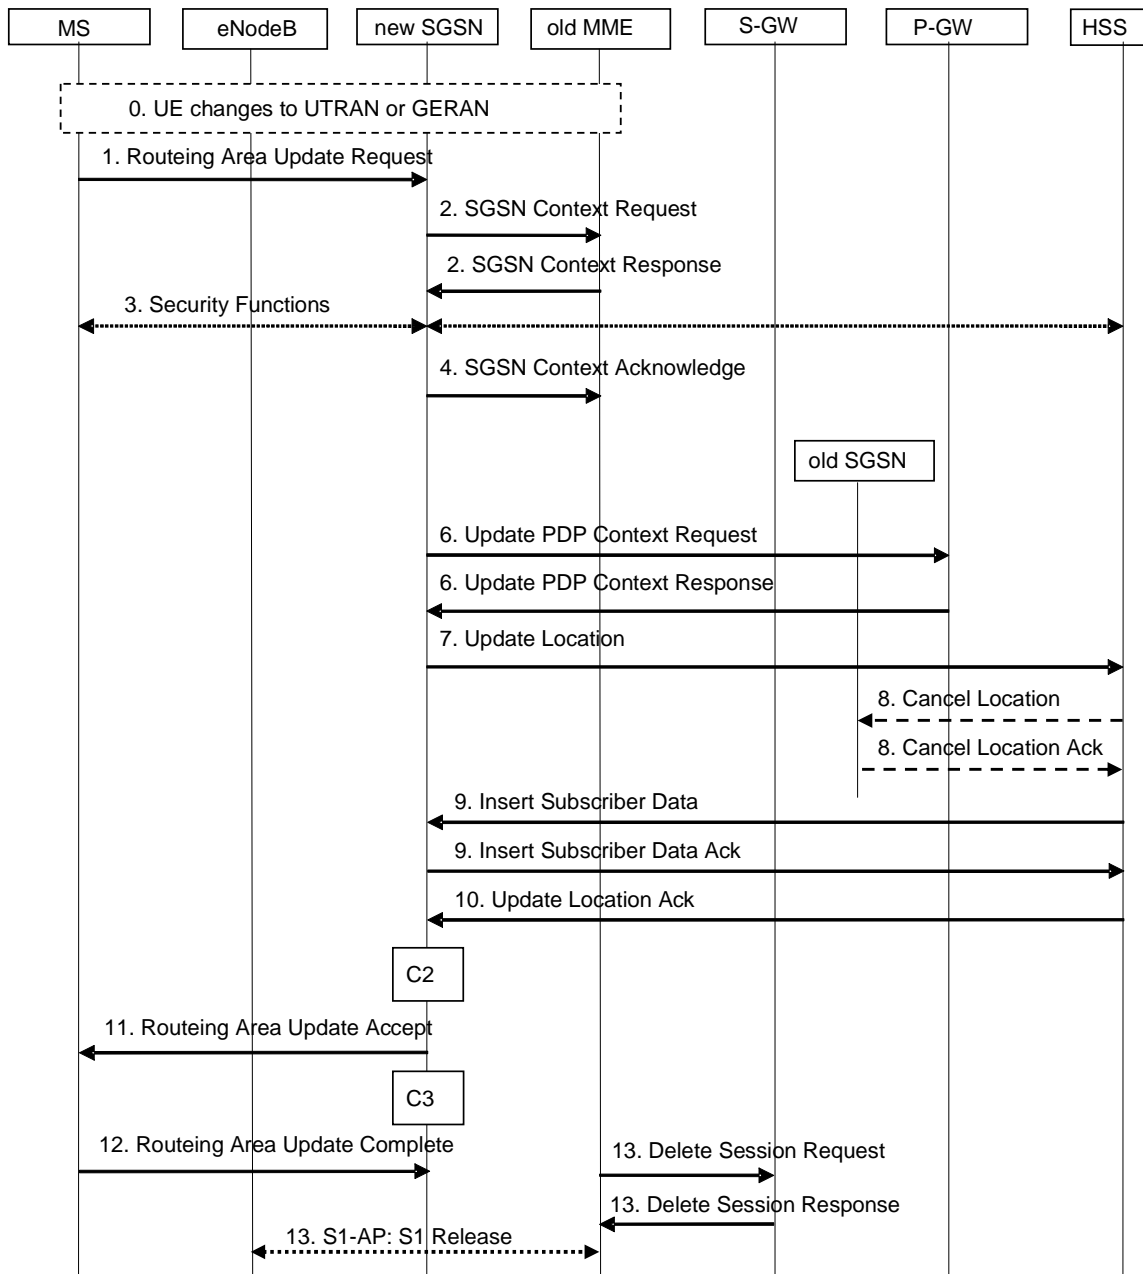 MS
eNodeB
new SGSN
old MME
S-GW
P-GW
HSS
0. UE changes to UTRAN or GERAN
1. Routeing Area Update Request
2. SGSN Context Request
2. SGSN Context Response
3. Security Functions
4. SGSN Context Acknowledge
old SGSN
6. Update PDP Context Request
6. Update PDP Context Response
7. Update Location
8. Cancel Location
8. Cancel Location Ack
9. Insert Subscriber Data
9. Insert Subscriber Data Ack
10. Update Location Ack
C2
11. Routeing Area Update Accept
C3
12. Routeing Area Update Complete
13. Delete Session Request
13. Delete Session Response
13. S1-AP: S1 Release